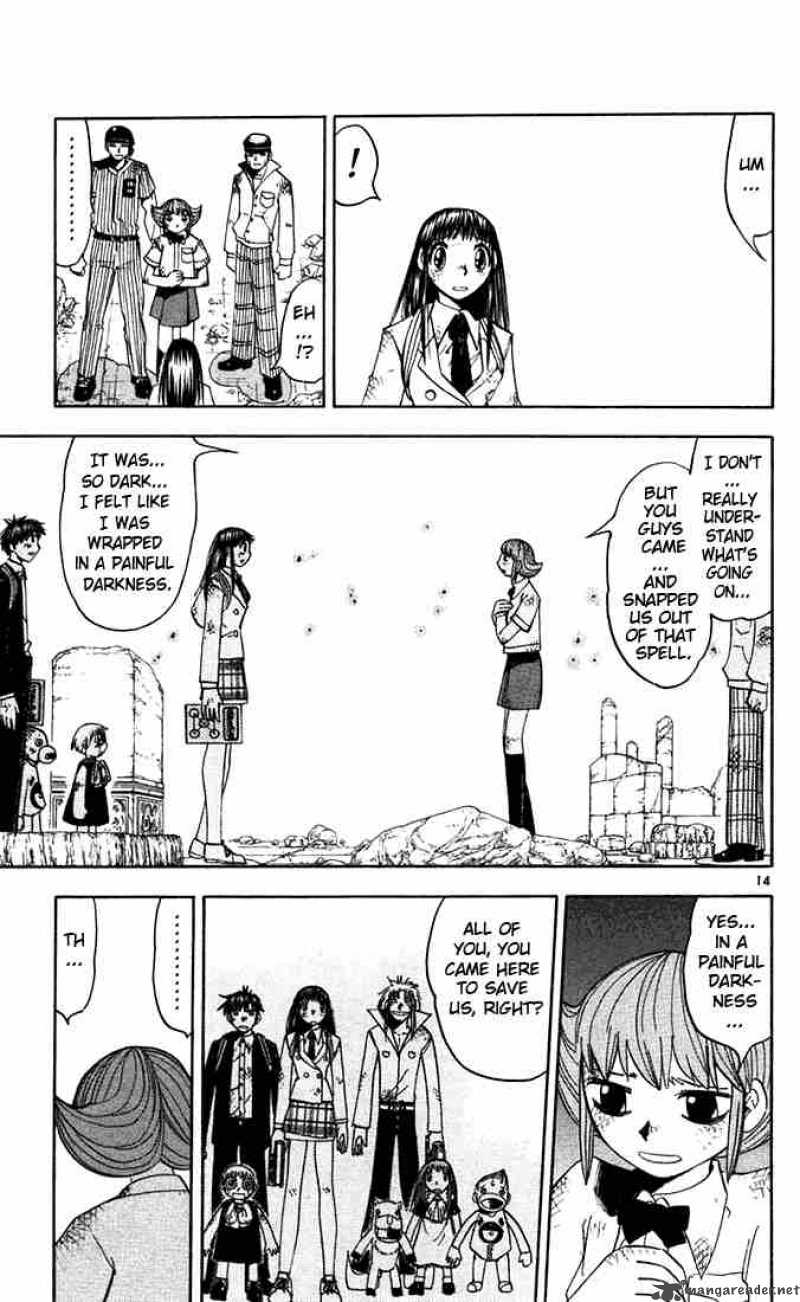 UM
...
!
.........
EH
...
!?
I DON'T
...
REALLY
UNDER-
STAND
WHAT'S
GOING
ON...
BUT
YOU
GUYS
CAME
...
AND
SNAPPED
US OUT
OF THAT
SPELL.
IT WAS...
SO DARK...
I FELT LIKE
I WAS
WRAPPED
IN A PAINFUL
DARKNESS.
14
YES...
IN A
PAINFUL
DARK-
NESS
...
ALL OF
YOU, YOU
CAME HERE
TO SAVE
US, RIGHT?
......
TH
...
mangareader.net